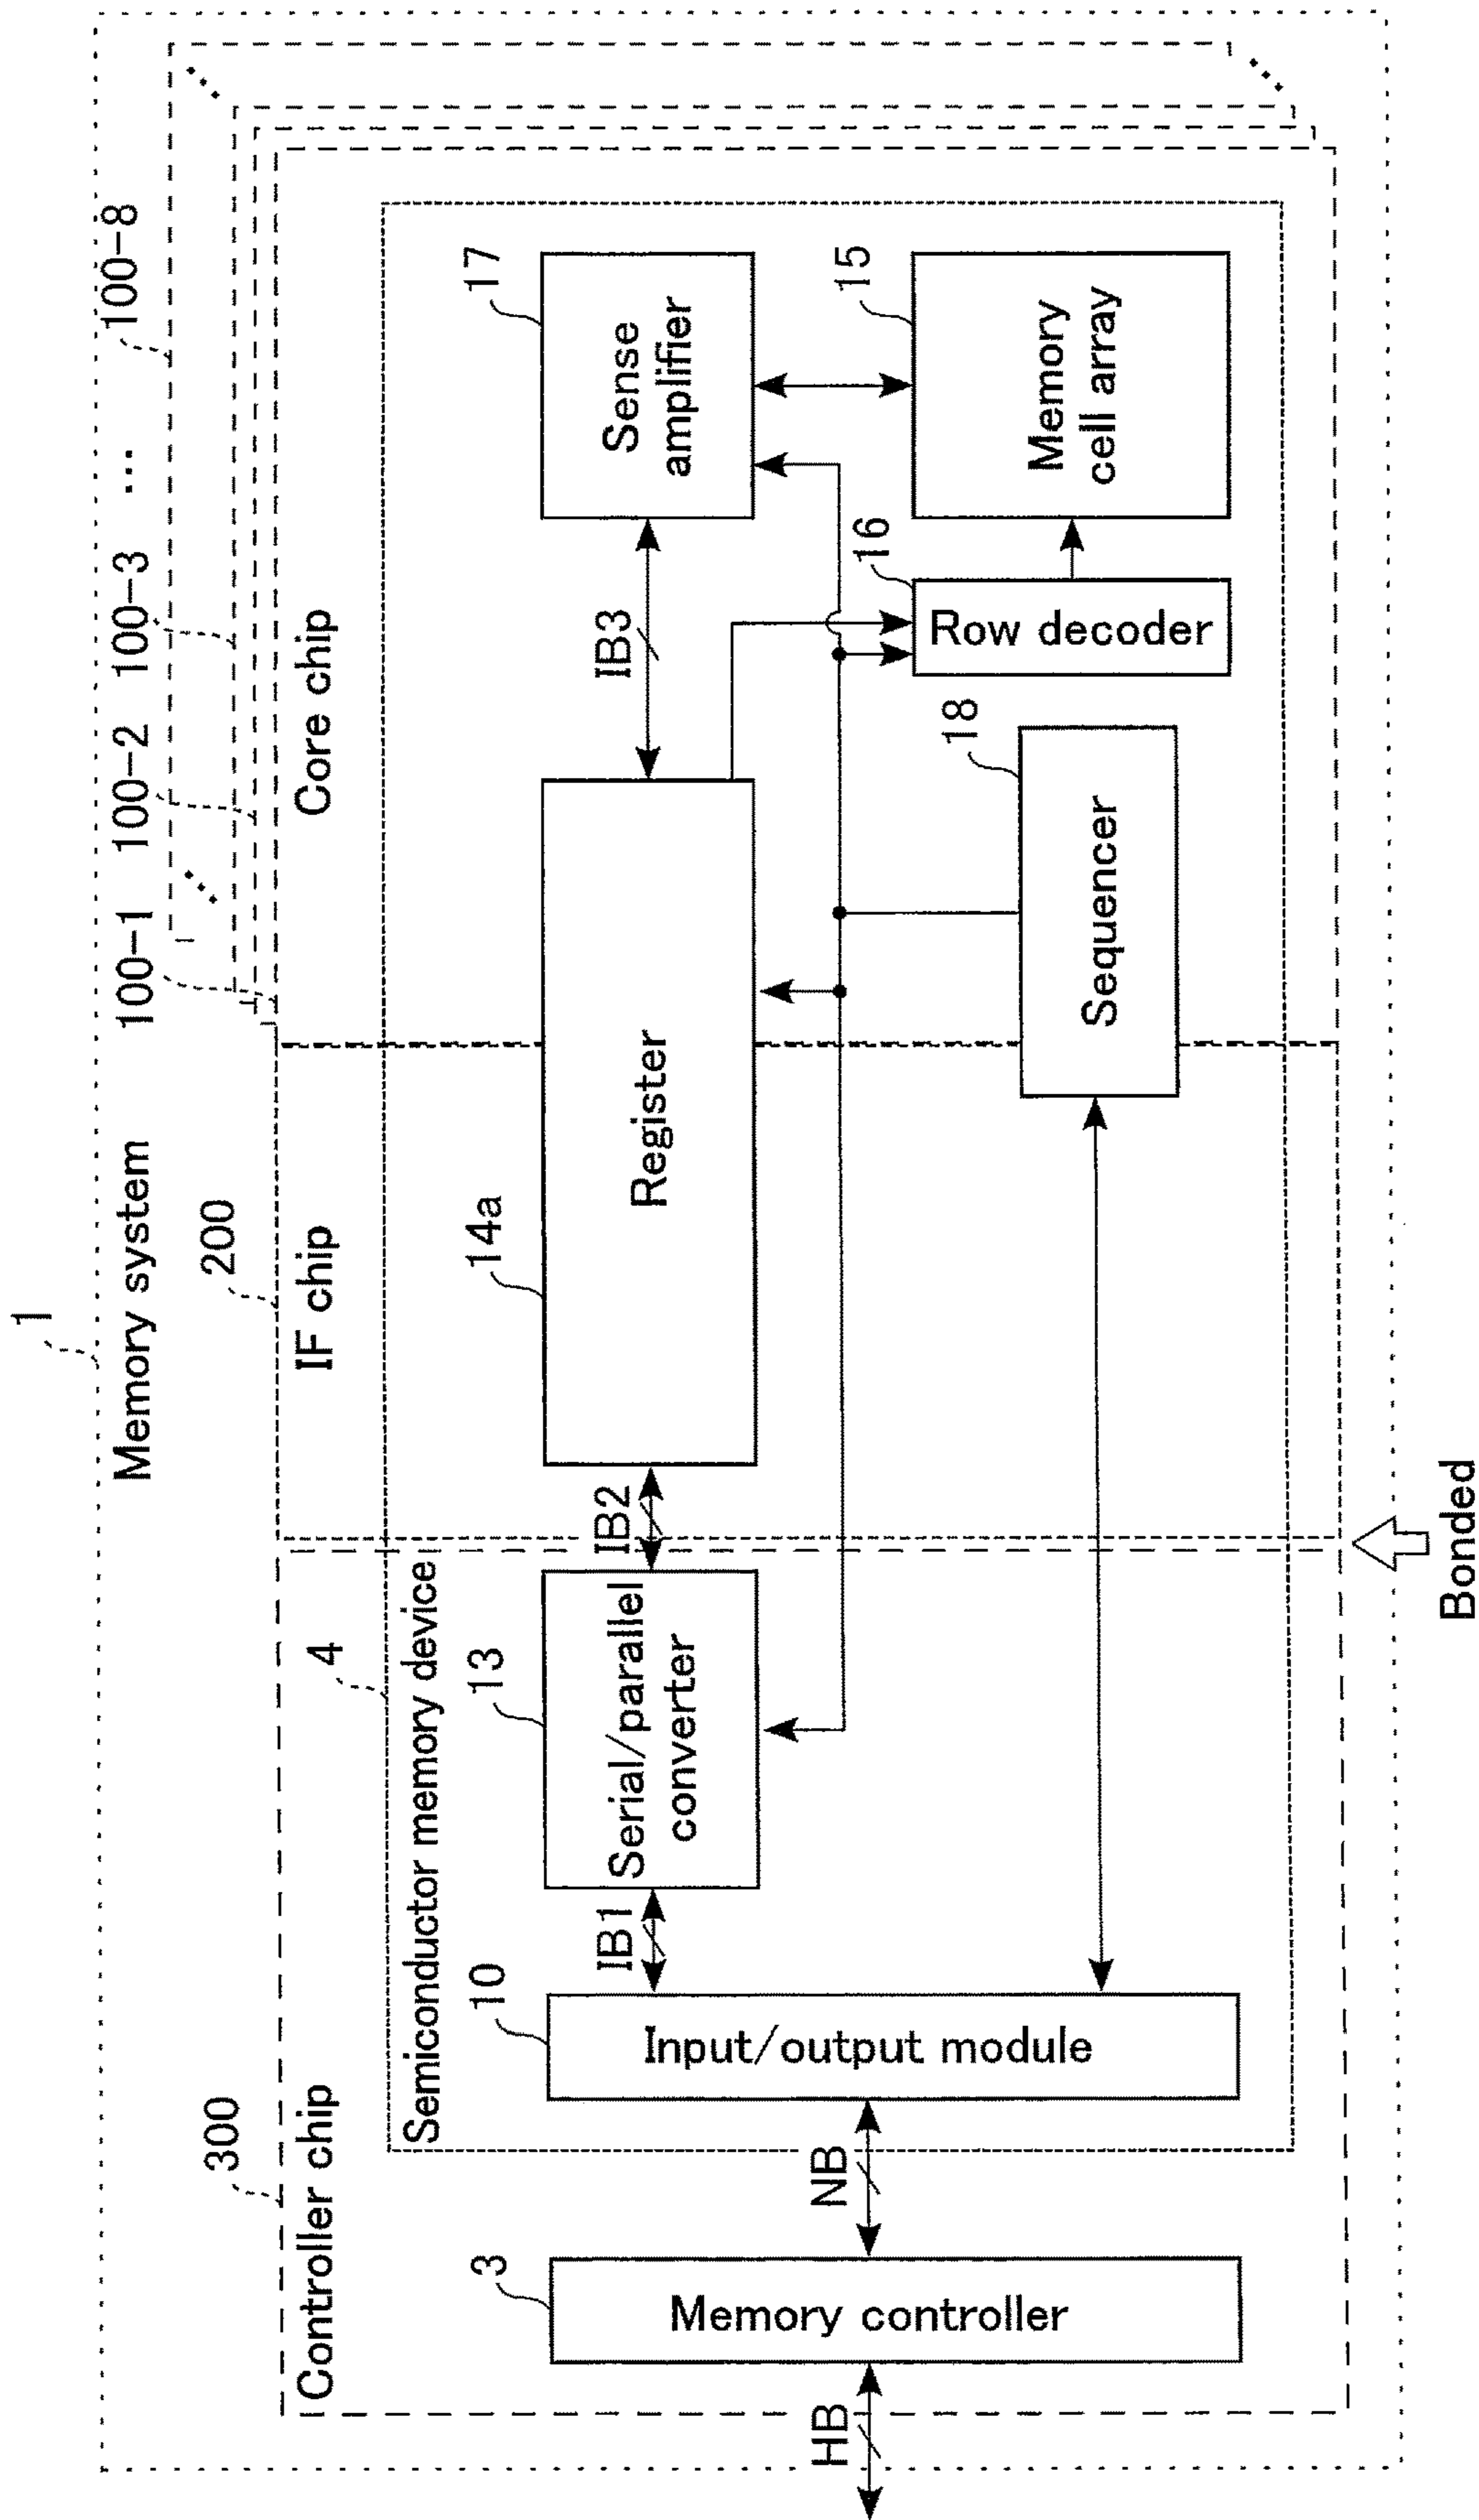 1
Memory system
100-1
100-2
100-3
...
100-8
300
Controller chip
200
IF chip
Core chip
4
Semiconductor memory device
HB
3
Memory controller
NB
10
Input/output module
IB1
13
Serial/parallel
converter
IB2
14a
Register
IB3
17
Sense
amplifier
18
Sequencer
16
Row decoder
15
Memory
cell array
Bonded